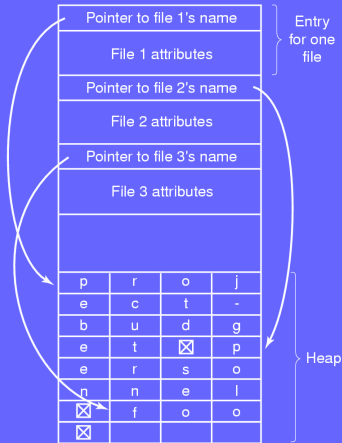 Pointer to file 1's name
Entry
for one
file
File 1 attributes
Pointer to file 2's name
File 2 attributes
Pointer to file 3's name
File 3 attributes
p r o j
e c t -
b u d g
e t ☒ p
e r s o
n n e l
☒ f o o
☒
Heap